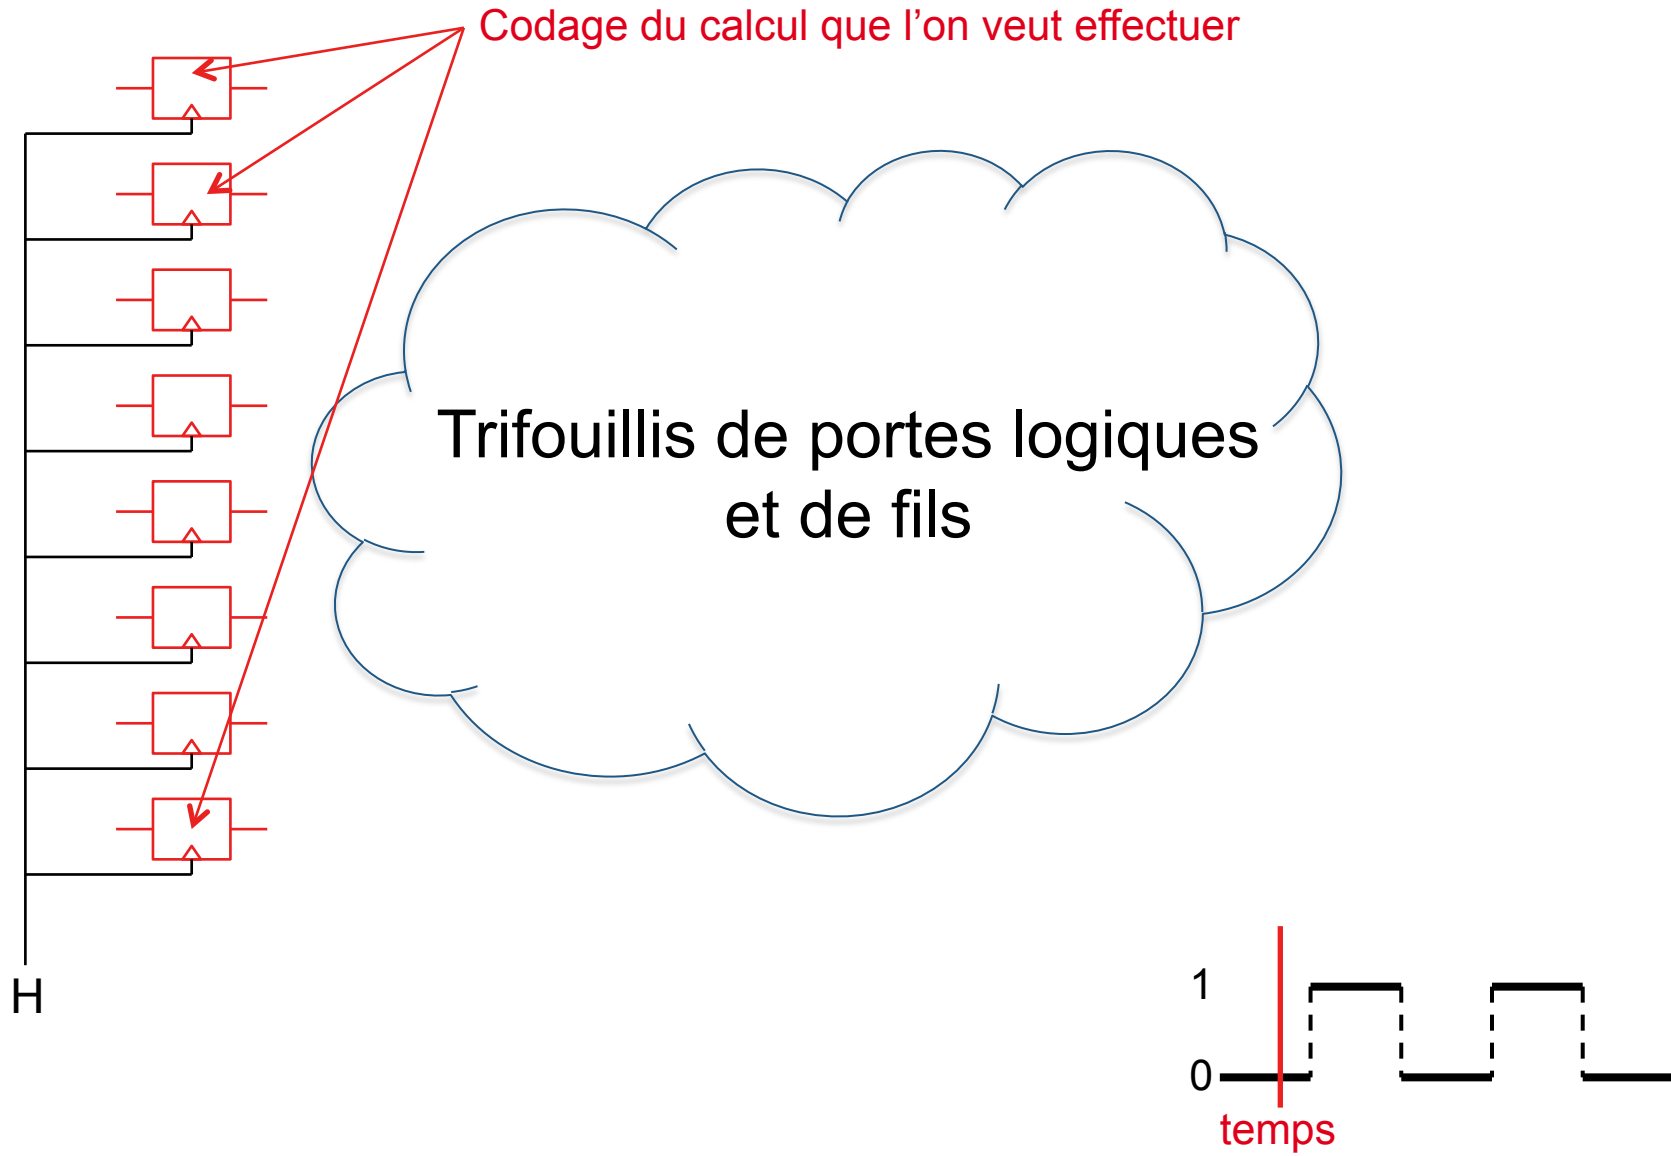 Codage du calcul que l’on veut effectuer
Trifouillis de portes logiques
et de fils
H
1
0
temps